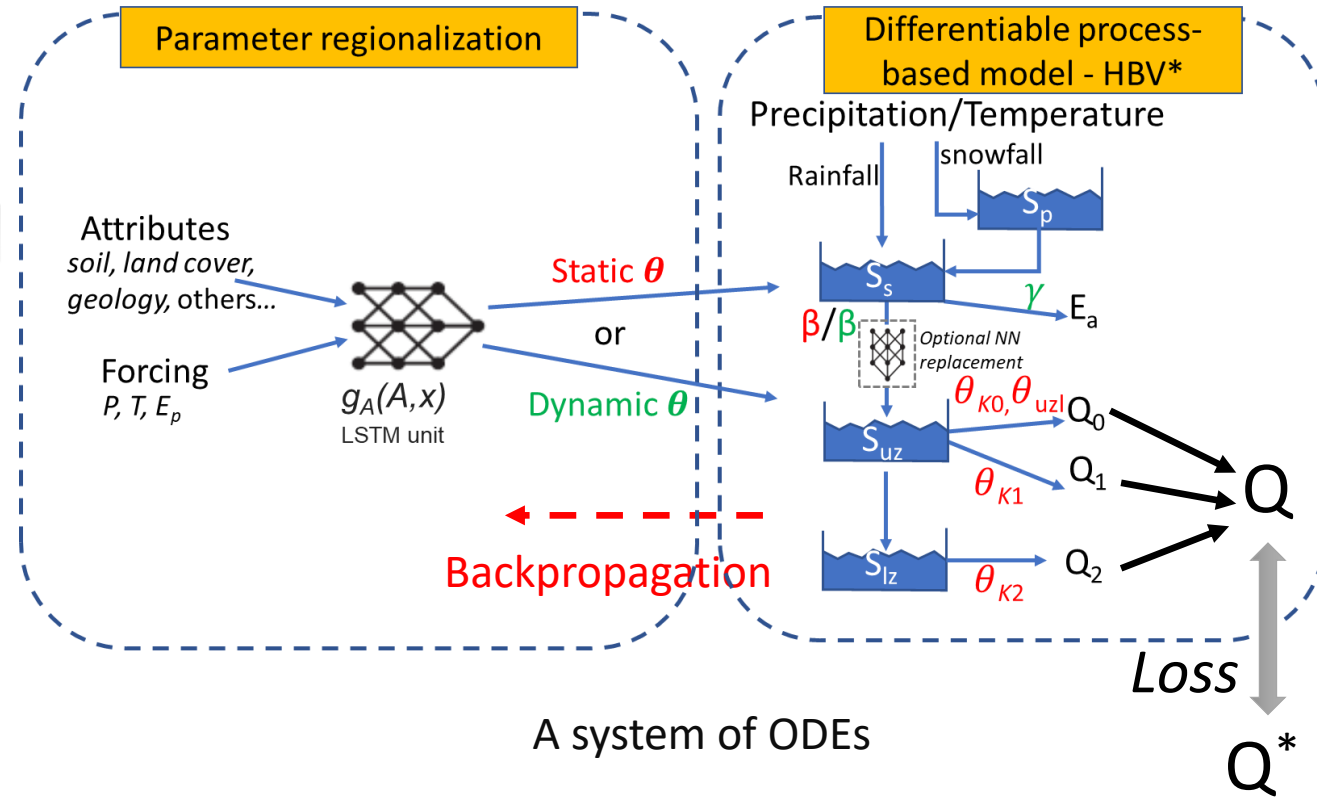 Parameter regionalization
Differentiable process-
based model - HBV*
Precipitation/Temperature
Rainfall
snowfall
Sp
Attributes
soil, land cover,
geology, others...
Forcing
P, T, Ep
gA(A,x)
LSTM unit
Static θ
or
Dynamic θ
Ss
γ
Ea
β/β
Optional NN
replacement
θK0,θuzl
Q0
Suz
Q1
θK1
Q
Backpropagation
Slz
θK2
Q2
Loss
A system of ODEs
Q*